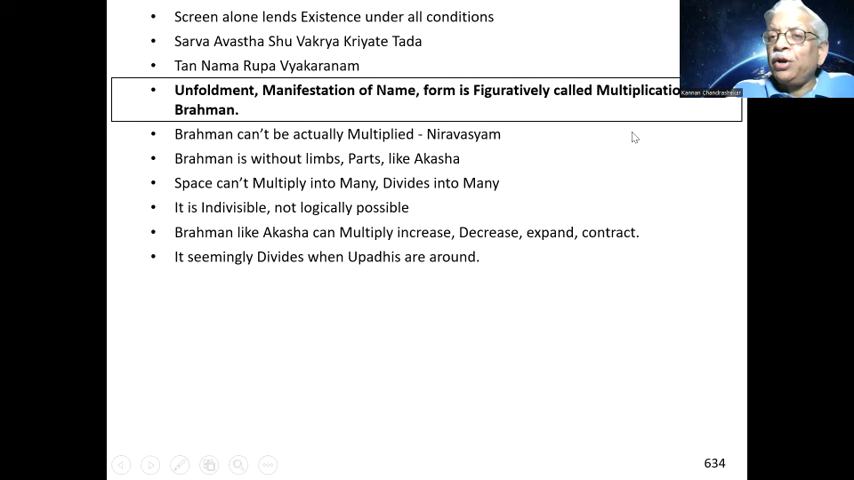 Screen alone lends Existence under all conditions
Sarva Avastha Shu Vakrya Kriyate Tada
Tan Nama Rupa Vyakaranam
Unfoldment, Manifestation of Name, form is Figuratively called Multiplicatio
Brahman.
Brahman can't be actually Multiplied - Niravasyam
Brahman is without limbs, Parts, like Akasha
Space can't Multiply into Many, Divides into Many
It is Indivisible, not logically possible
Brahman like Akasha can Multiply increase, Decrease, expand, contract.
It seemingly Divides when Upadhis are around.
Kannan Chandrashekar
634